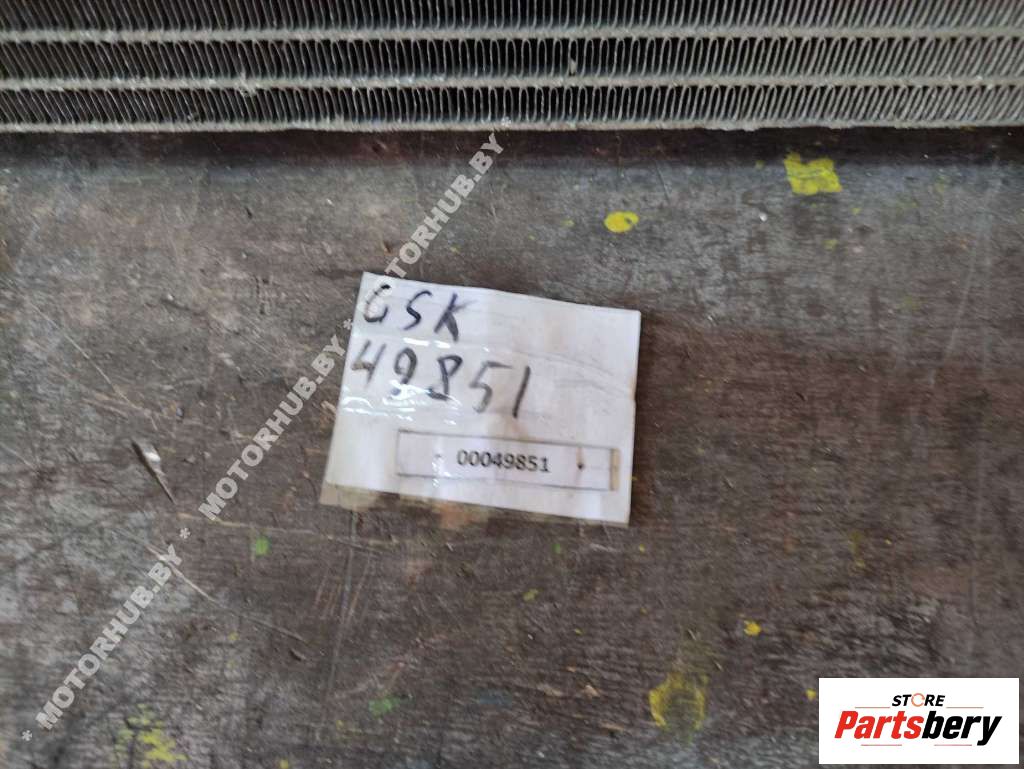 * MOTORHUB.BY * MOTORHUB.BY * MOTORHUB.BY *
GSK
49851
00049851
STORE
Partsbery